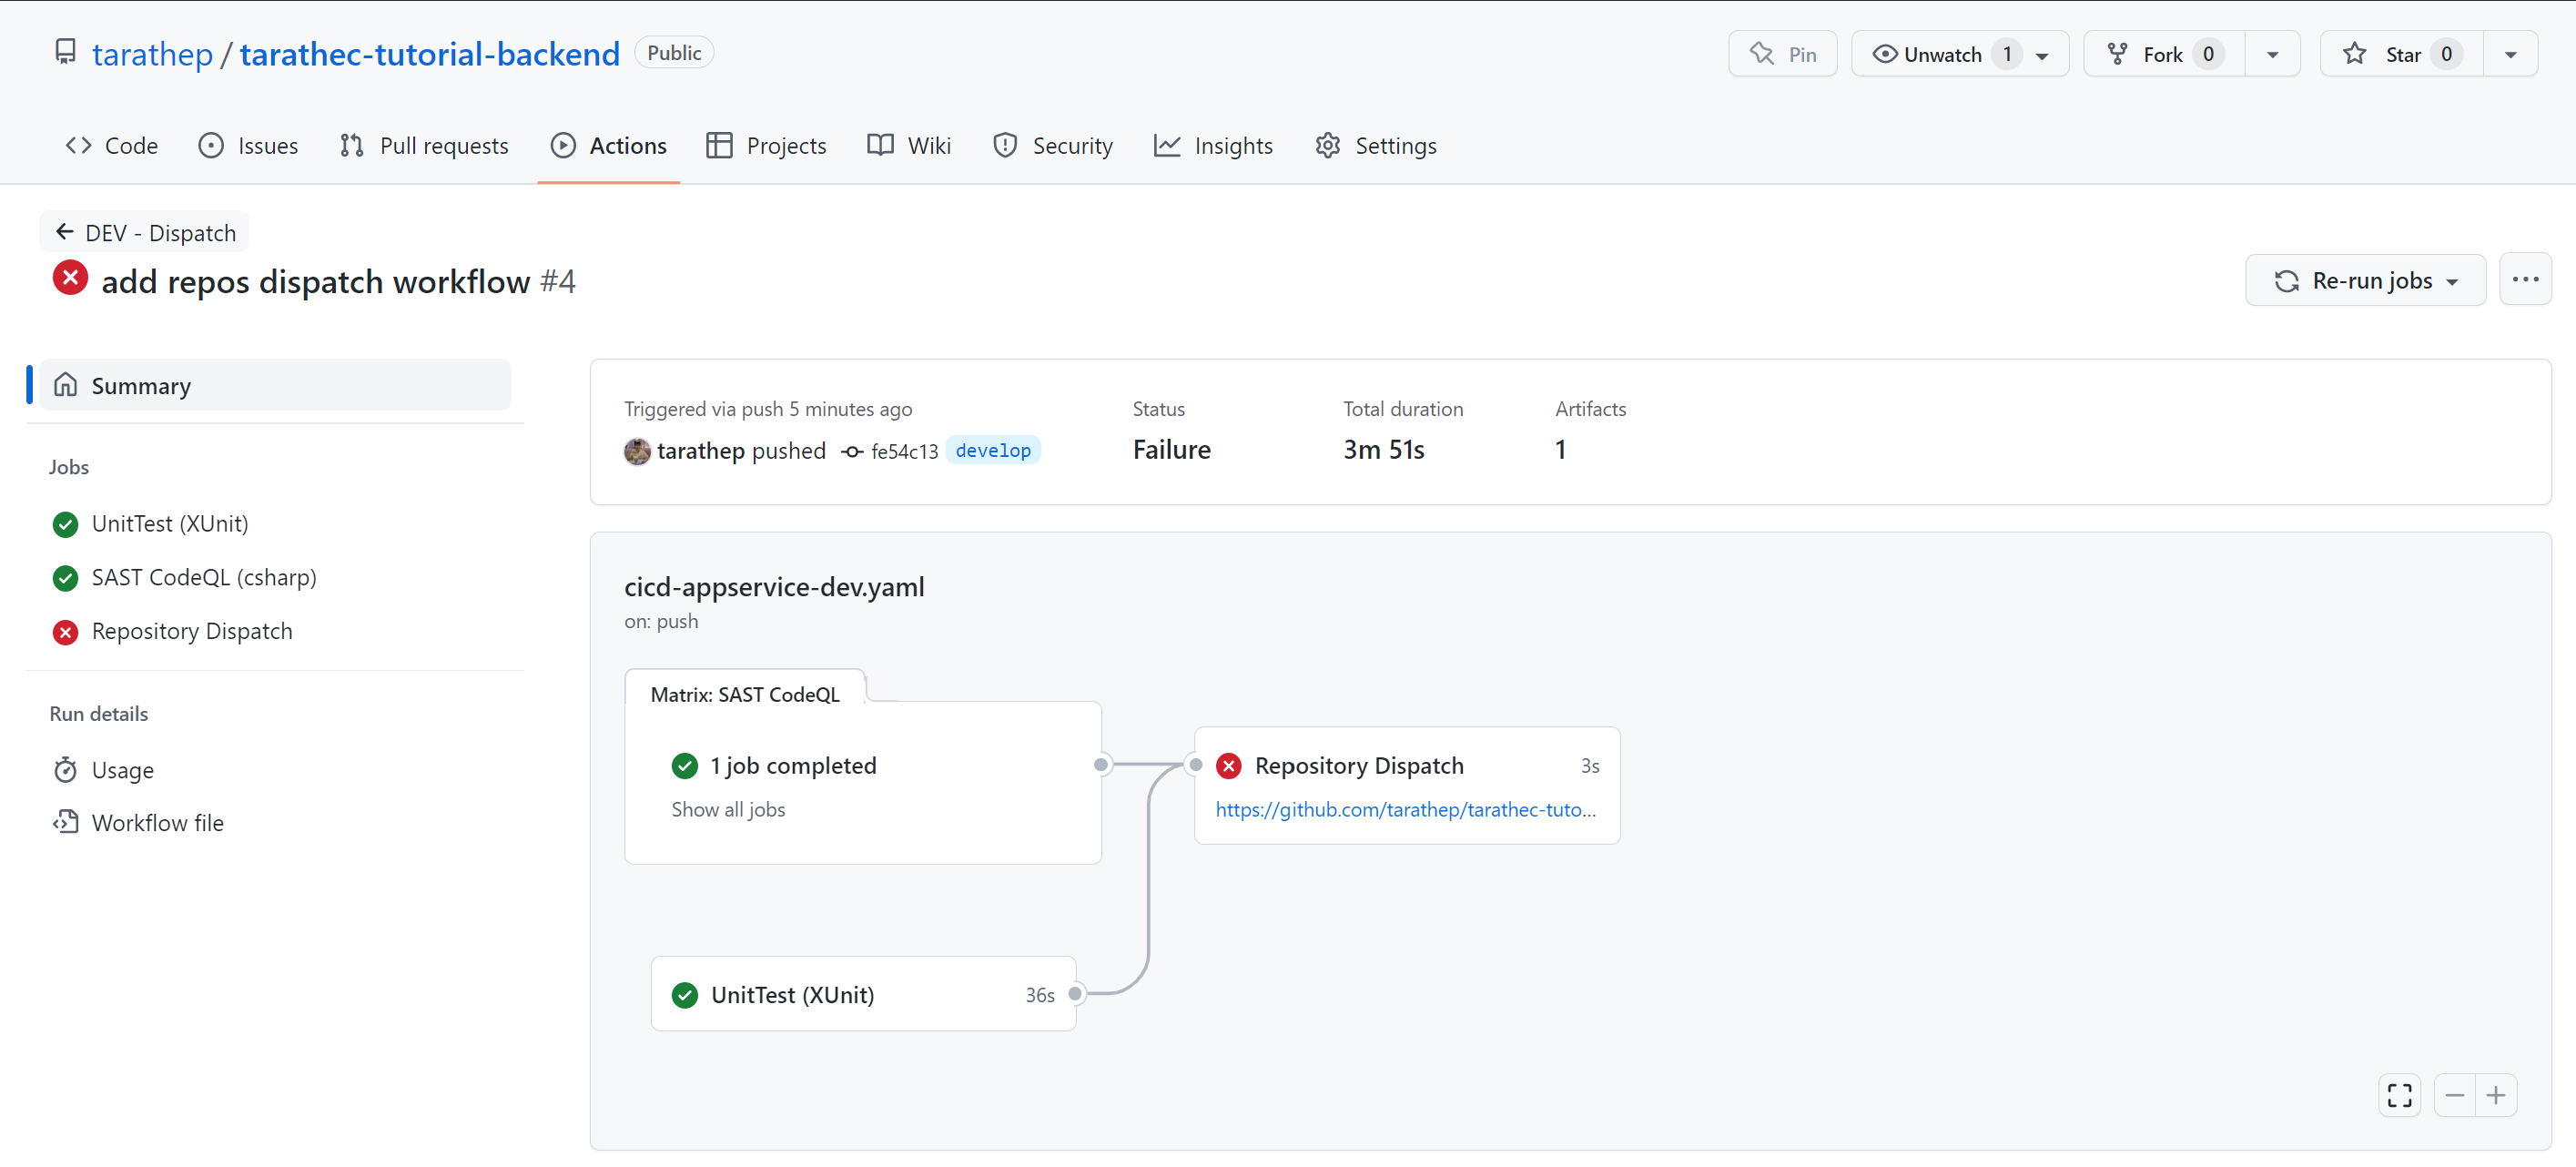 tarathep / tarathec-tutorial-backend Public
Pin
Unwatch 1
Fork 0
Star 0
Code
Issues
Pull requests
Actions
Projects
Wiki
Security
Insights
Settings
DEV - Dispatch
add repos dispatch workflow #4
Re-run jobs
Summary
Jobs
UnitTest (XUnit)
SAST CodeQL (csharp)
Repository Dispatch
Run details
Usage
Workflow file
Triggered via push 5 minutes ago
tarathep pushed fe54c13 develop
Status
Failure
Total duration
3m 51s
Artifacts
1
cicd-appservice-dev.yaml
on: push
Matrix: SAST CodeQL
1 job completed
Show all jobs
Repository Dispatch 3s
https://github.com/tarathep/tarathec-tuto...
UnitTest (XUnit) 36s